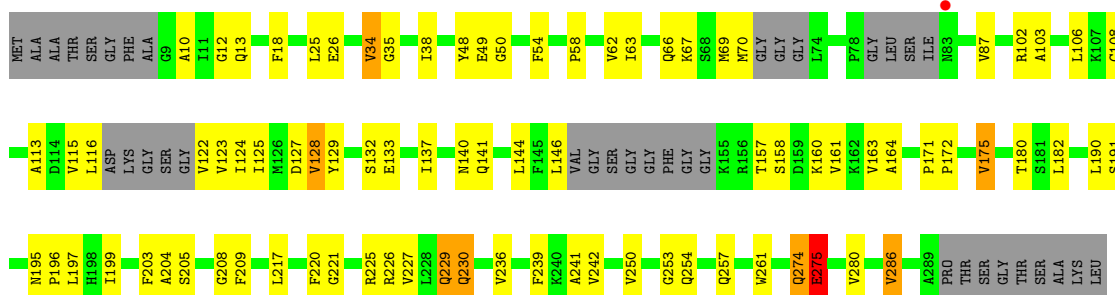 MET ALA ALA THR SER GLY PHE ALA G9 A10 I11 G12 Q13 F18 L25 E26 V34 G35 I38 Y48 E49 G50 F54 P58 V62 I63 Q66 K67 S68 M69 M70 GLY GLY GLY L74 P78 GLY LEU SER ILE N83 V87 R102 A103 L106 K107
A113 D114 V115 L116 ASP LYS GLY SER GLY V122 V123 I124 I125 M126 D127 V128 Y129 S132 E133 I137 N140 Q141 L144 F145 L146 VAL GLY SER GLY GLY PHE GLY GLY K155 R156 T157 S158 D159 K160 V161 K162 V163 A164 P171 P172 V175 T180 S181 L182 L190
N195 P196 L197 H198 I199 F203 A204 S205 G208 F209 L217 F220 G221 R225 R226 V227 L228 Q229 Q230 V236 F239 K240 A241 V242 V250 G253 Q254 Q257 W261 Q274 E275 V280 V286 A289 PRO THR SER GLY THR SER ALA LYS LEU